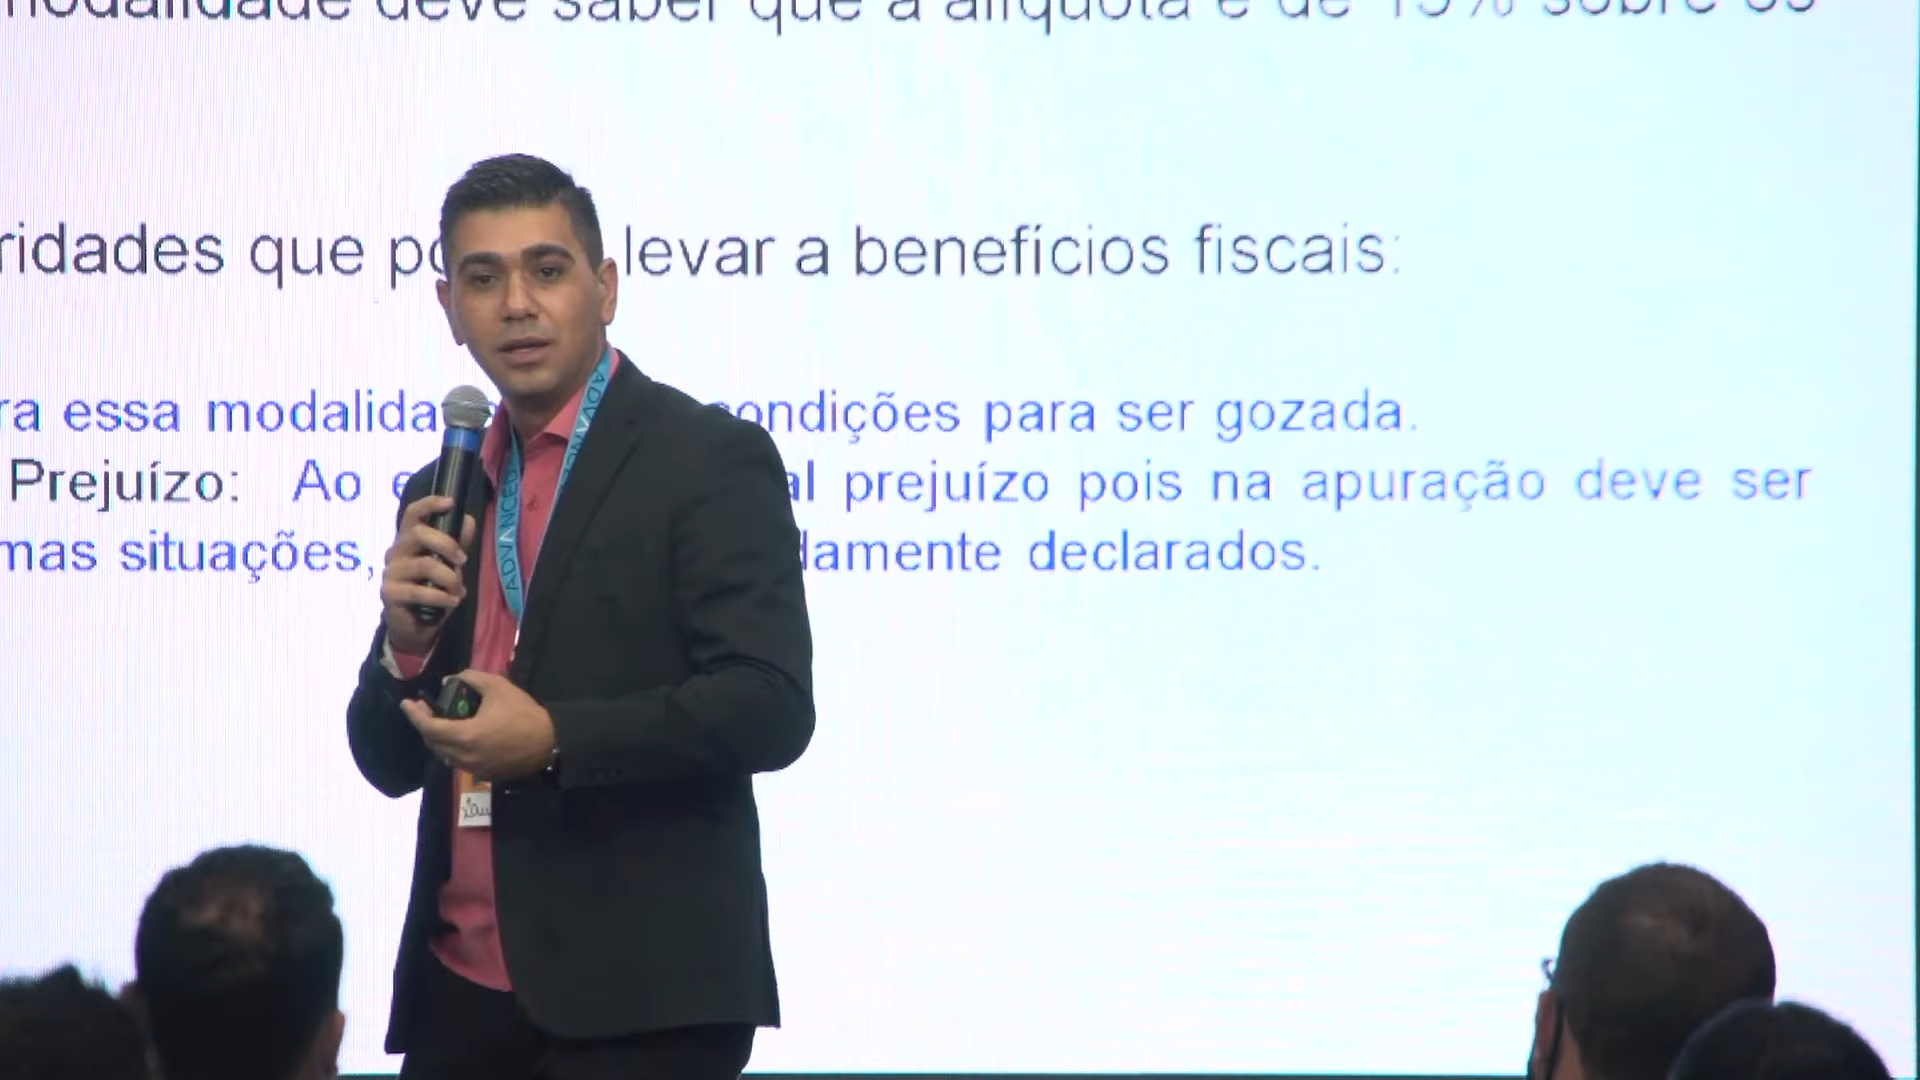 modalidade deve saber que a alíquota é de 15% sobre os
ridades que po levar a benefícios fiscais:
ra essa modalida condições para ser gozada.
Prejuízo: Ao e al prejuízo pois na apuração deve ser
mas situações, damente declarados.
ADVANCED
ADVANCE